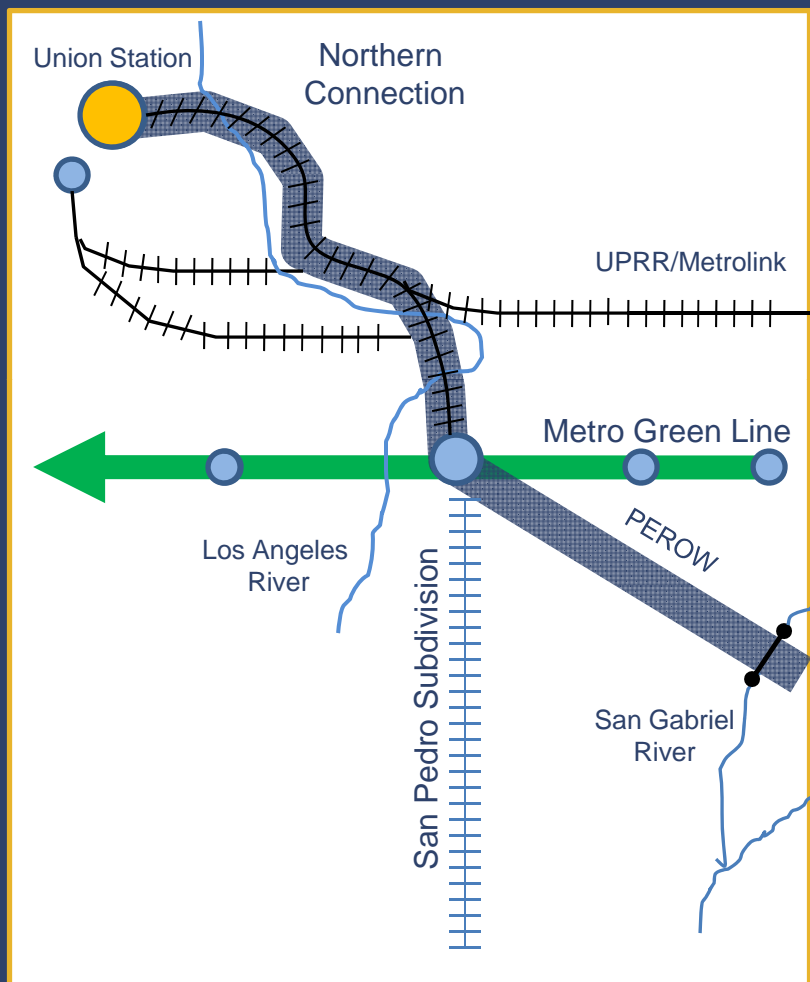 Union Station
Northern
Connection
UPRR/Metrolink
Metro Green Line
PEROW
Los Angeles
River
San Pedro Subdivision
San Gabriel
River